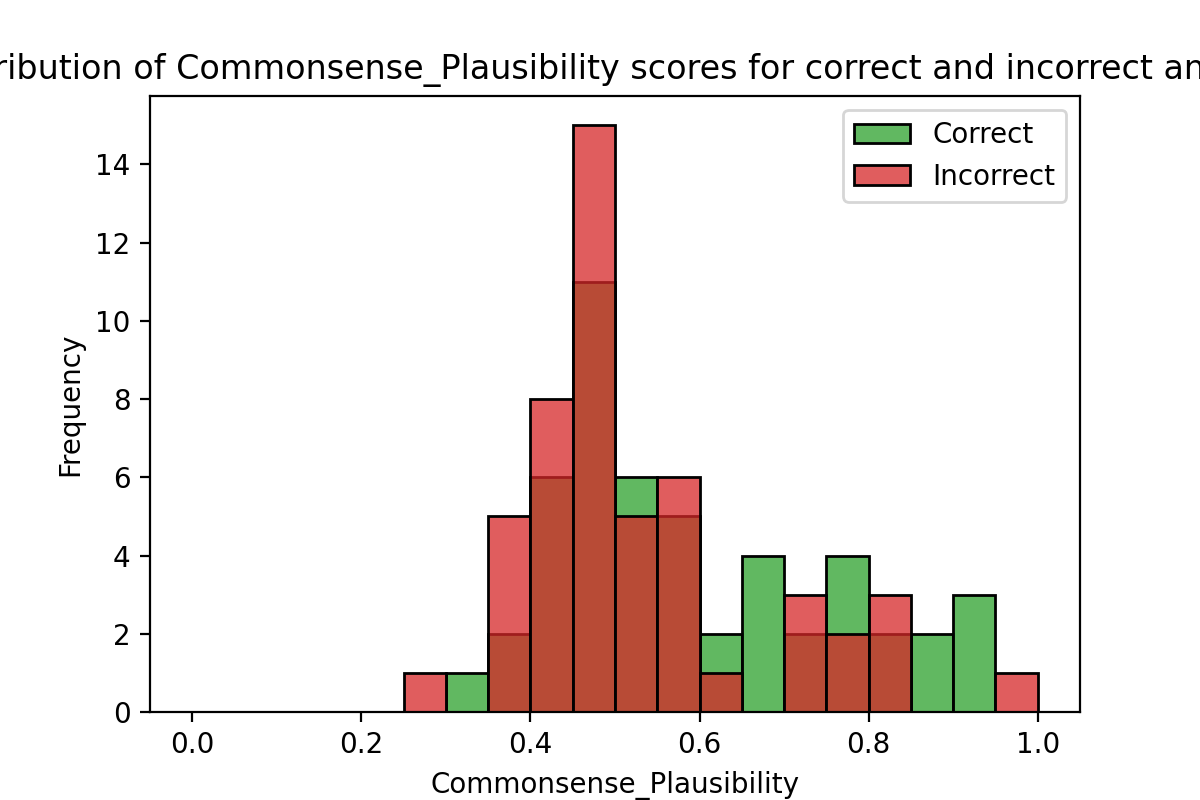 ribution of Commonsense_Plausibility scores for correct and incorrect an
Correct
Incorrect
Frequency
14
12
10
8
6
4
2
0
0.0 0.2 0.4 0.6 0.8 1.0
Commonsense_Plausibility